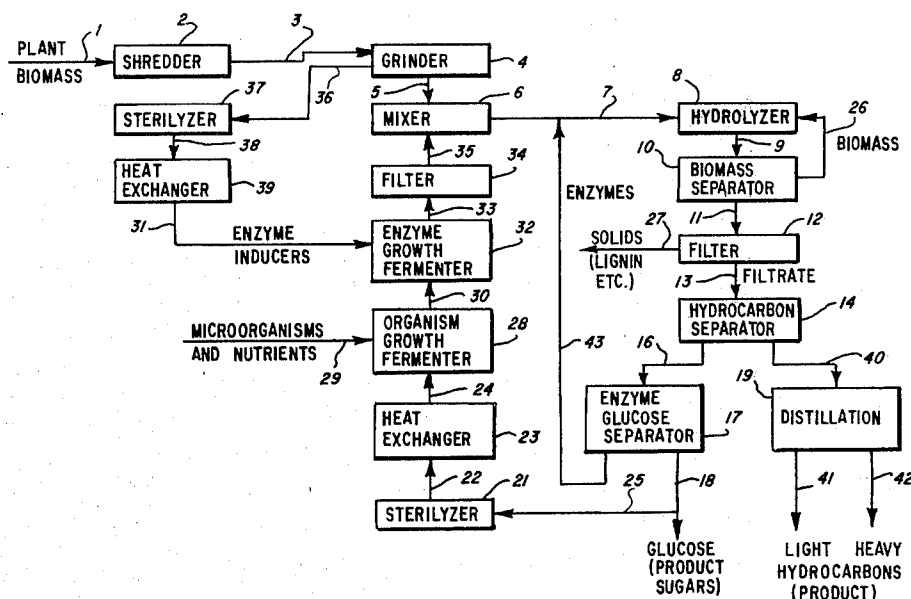 1
2
3
PLANT
BIOMASS
SHREDDER
GRINDER
4
36
5
37
STERILYZER
MIXER
6
7
8
HYDROLYZER
26
BIOMASS
38
35
34
9
10
HEAT
EXCHANGER
39
FILTER
BIOMASS
SEPARATOR
ENZYMES
33
31
ENZYME
INDUCERS
ENZYME
GROWTH
FERMENTER
32
11
12
27
SOLIDS
(LIGNIN
ETC.)
FILTER
13
FILTRATE
30
HYDROCARBON
SEPARATOR
14
MICROORGANISMS
AND NUTRIENTS
29
ORGANISM
GROWTH
FERMENTER
28
43
16
40
24
19
HEAT
EXCHANGER
23
ENZYME
GLUCOSE
SEPARATOR
17
DISTILLATION
22
21
25
18
41
42
STERILYZER
GLUCOSE
(PRODUCT
SUGARS)
LIGHT HEAVY
HYDROCARBONS
(PRODUCT)